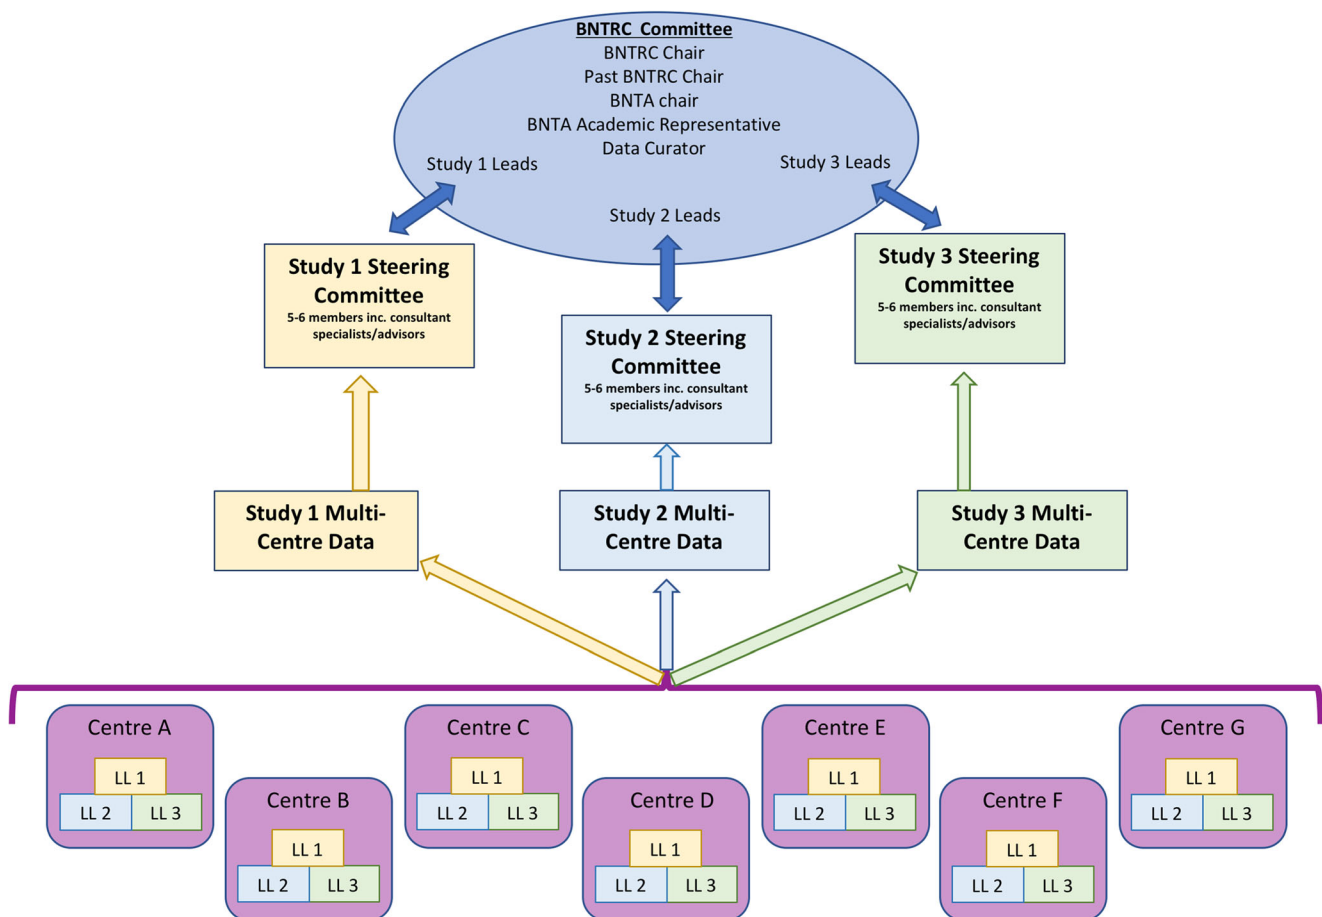 BNTRC Committee
BNTRC Chair
Past BNTRC Chair
BNTA chair
BNTA Academic Representative
Data Curator
Study 1 Leads
Study 3 Leads
Study 2 Leads
Study 1 Steering
Committee
5-6 members inc. consultant
specialists/advisors
Study 2 Steering
Committee
5-6 members inc. consultant
specialists/advisors
Study 3 Steering
Committee
5-6 members inc. consultant
specialists/advisors
Study 1 Multi-
Centre Data
Study 2 Multi-
Centre Data
Study 3 Multi-
Centre Data
Centre A
LL 1
LL 2
LL 3
Centre B
LL 1
LL 2
LL 3
Centre C
LL 1
LL 2
LL 3
Centre D
LL 1
LL 2
LL 3
Centre E
LL 1
LL 2
LL 3
Centre F
LL 1
LL 2
LL 3
Centre G
LL 1
LL 2
LL 3